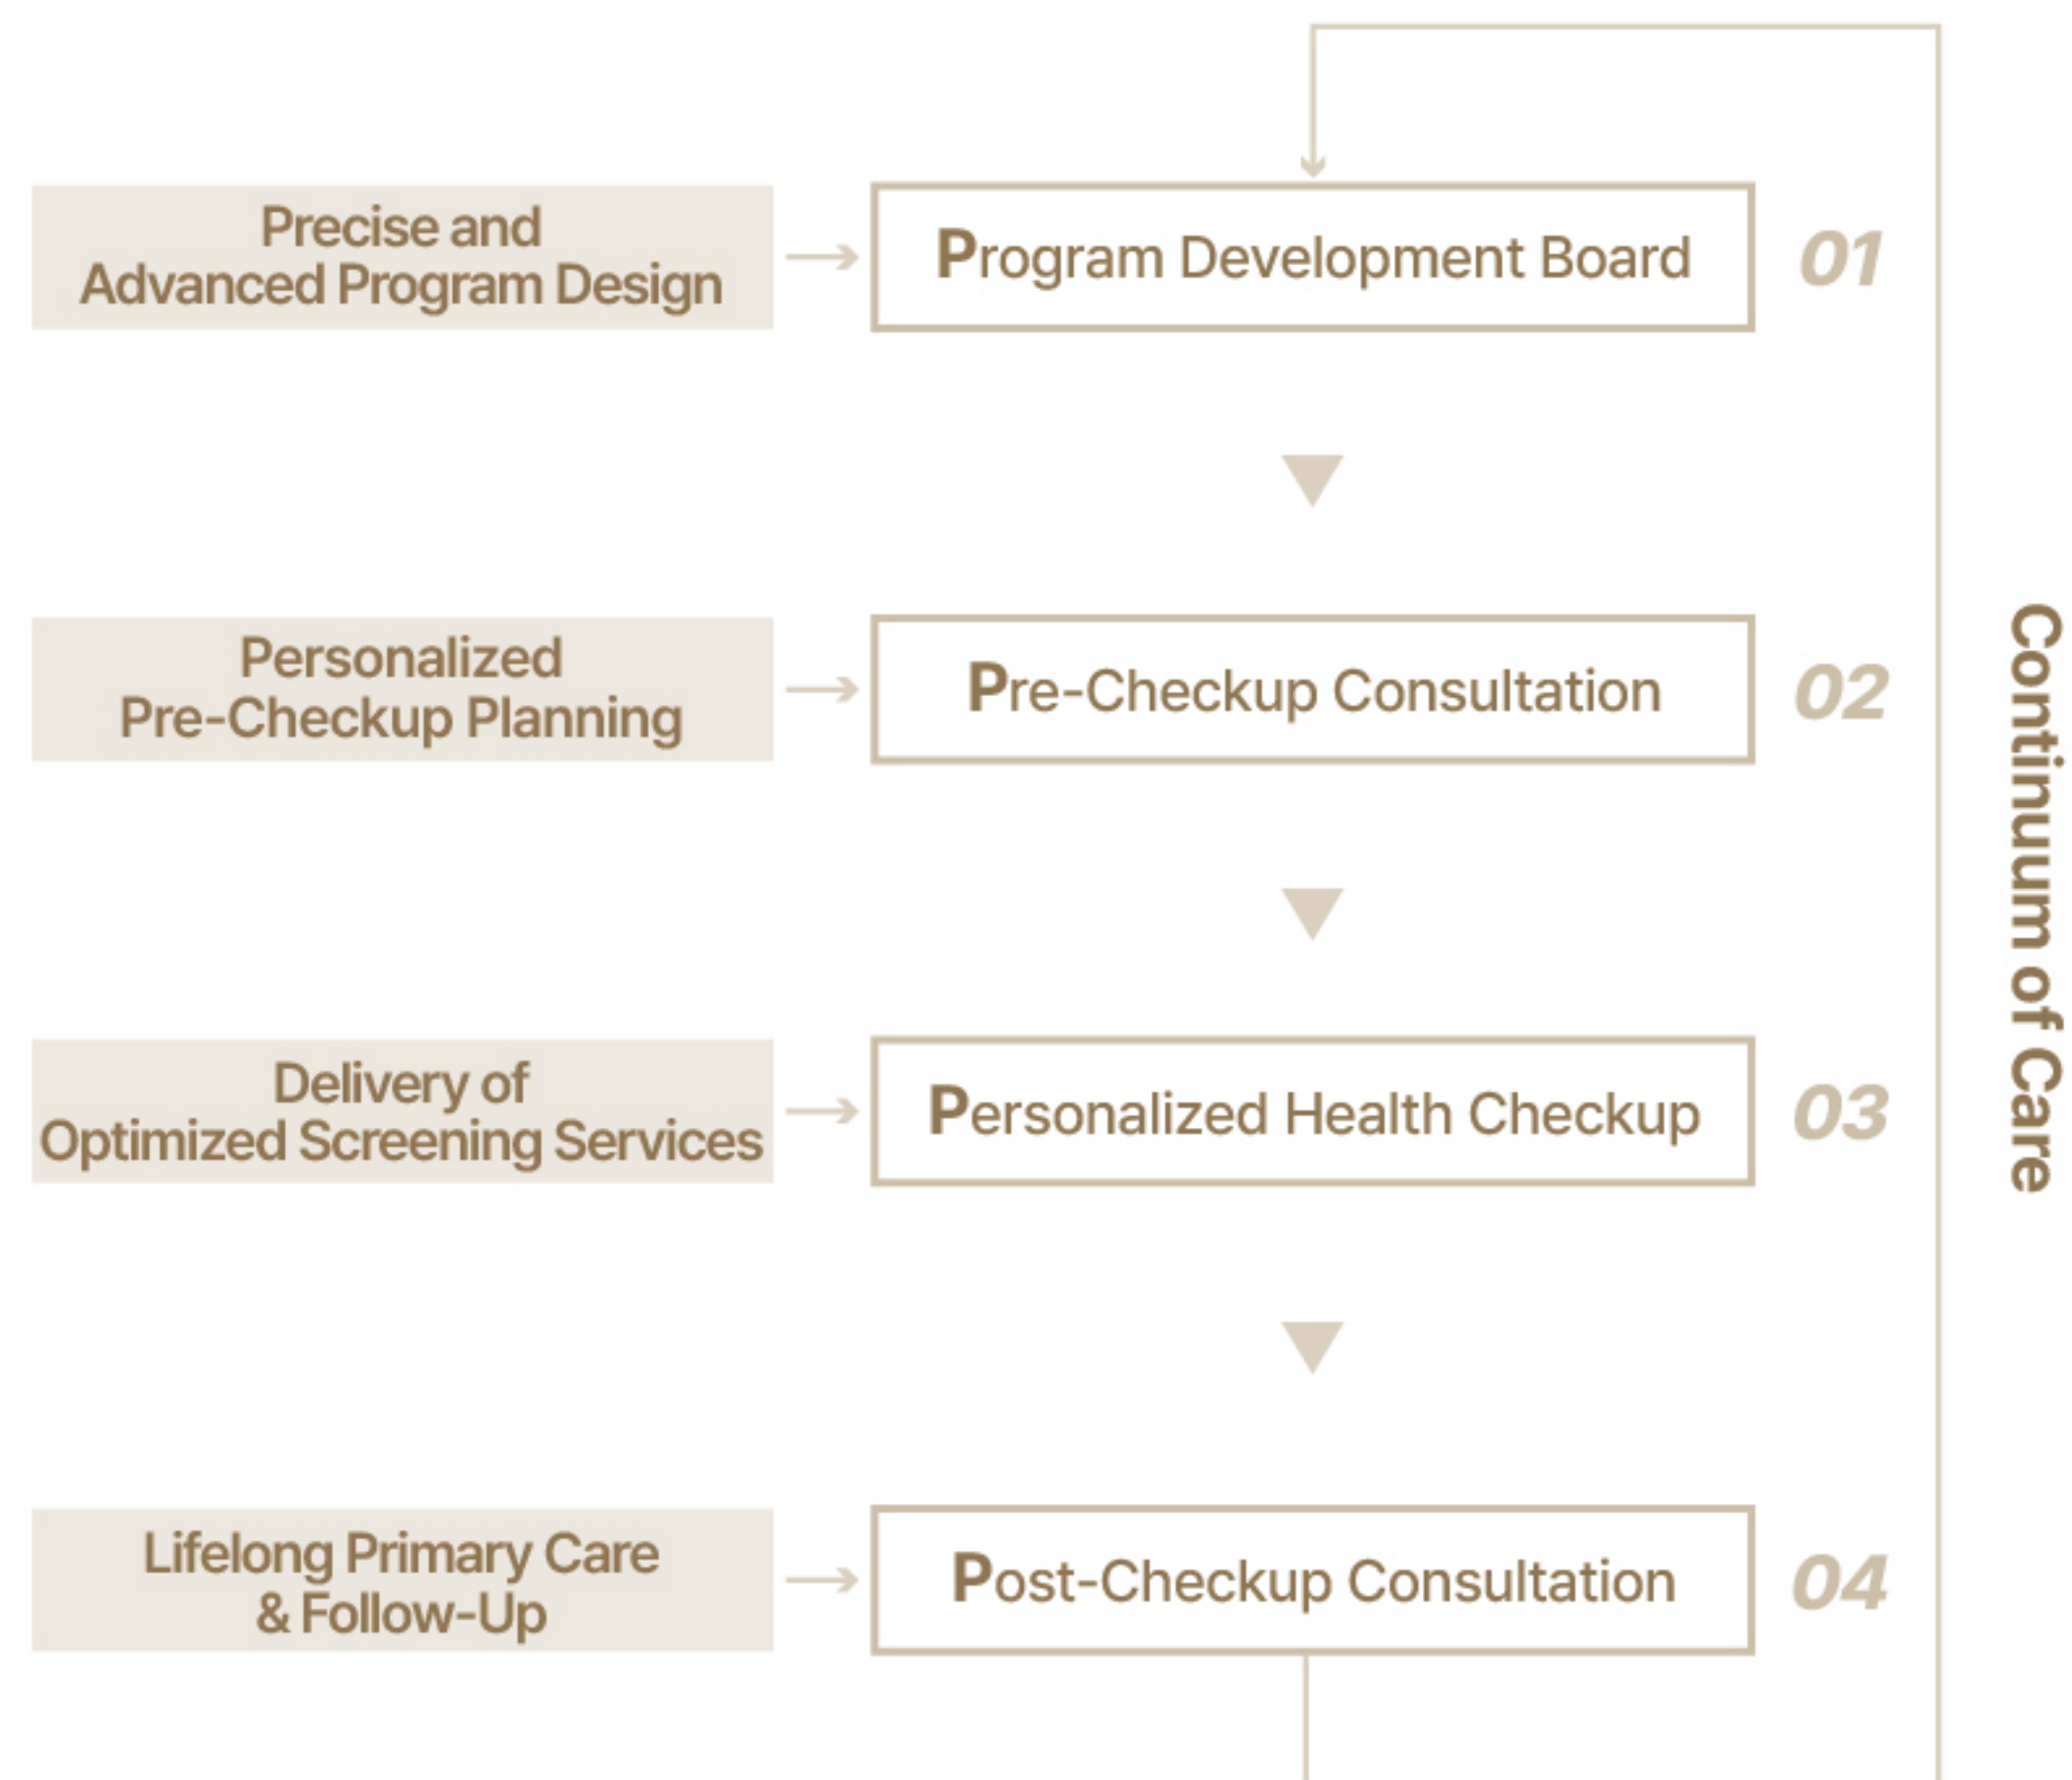 Precise and
Advanced Program Design
Program Development Board
01
Personalized
Pre-Checkup Planning
Pre-Checkup Consultation
02
Delivery of
Optimized Screening Services
Personalized Health Checkup
03
Lifelong Primary Care
& Follow-Up
Post-Checkup Consultation
04
Continuum of Care